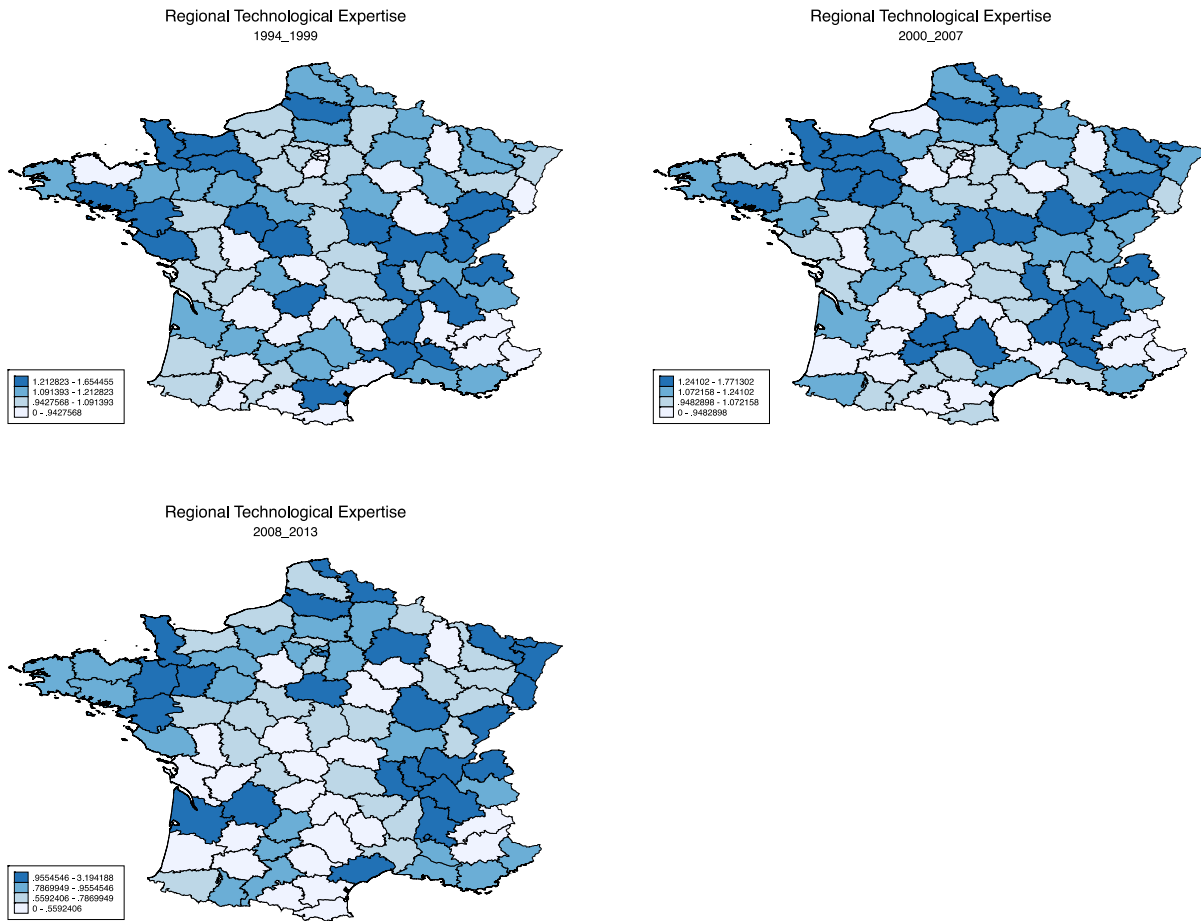 Regional Technological Expertise
1994_1999
1.212823 - 1.654455
1.091393 - 1.212823
.9427568 - 1.091393
0 - .9427568
Regional Technological Expertise
2000_2007
1.24102 - 1.771302
1.072158 - 1.24102
.9482898 - 1.072158
0 - .9482898
Regional Technological Expertise
2008_2013
.9554546 - 3.194188
.7869949 - .9554546
.5592406 - .7869949
0 - .5592406